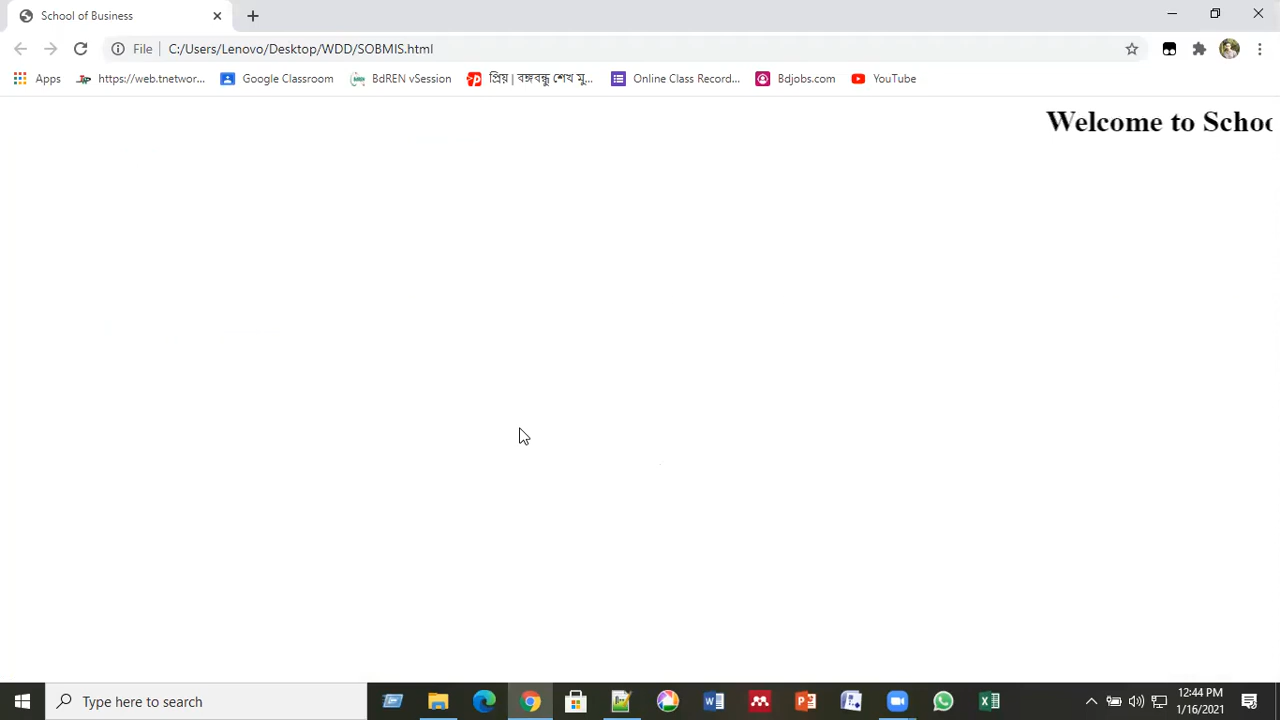 School of Business
File
C:/Users/Lenovo/Desktop/WDD/SOBMIS.html
Apps
https://web.tnetwor...
Google Classroom
BdREN vSession
প্রিয় | বঙ্গবন্ধু শেখ মু...
Online Class Record...
Bdjobs.com
YouTube
Welcome to Schoo
Type here to search
12:44 PM
1/16/2021